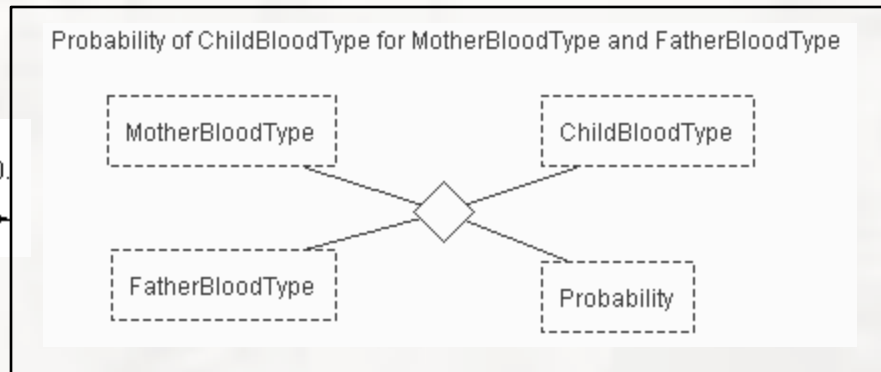 Probability of ChildBloodType for MotherBloodType and FatherBloodType
MotherBloodType
ChildBloodType
FatherBloodType
Probability